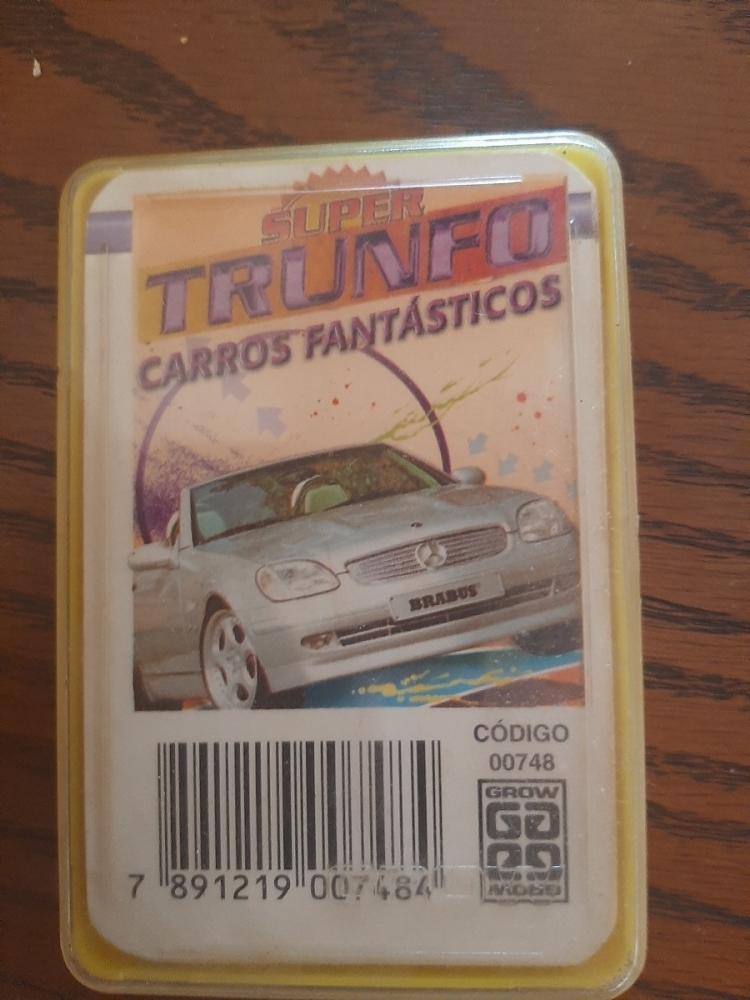 SUPER
TRUNFO
CARROS FANTÁSTICOS
BRABUS
CÓDIGO
00748
GROW
7 891219 007484